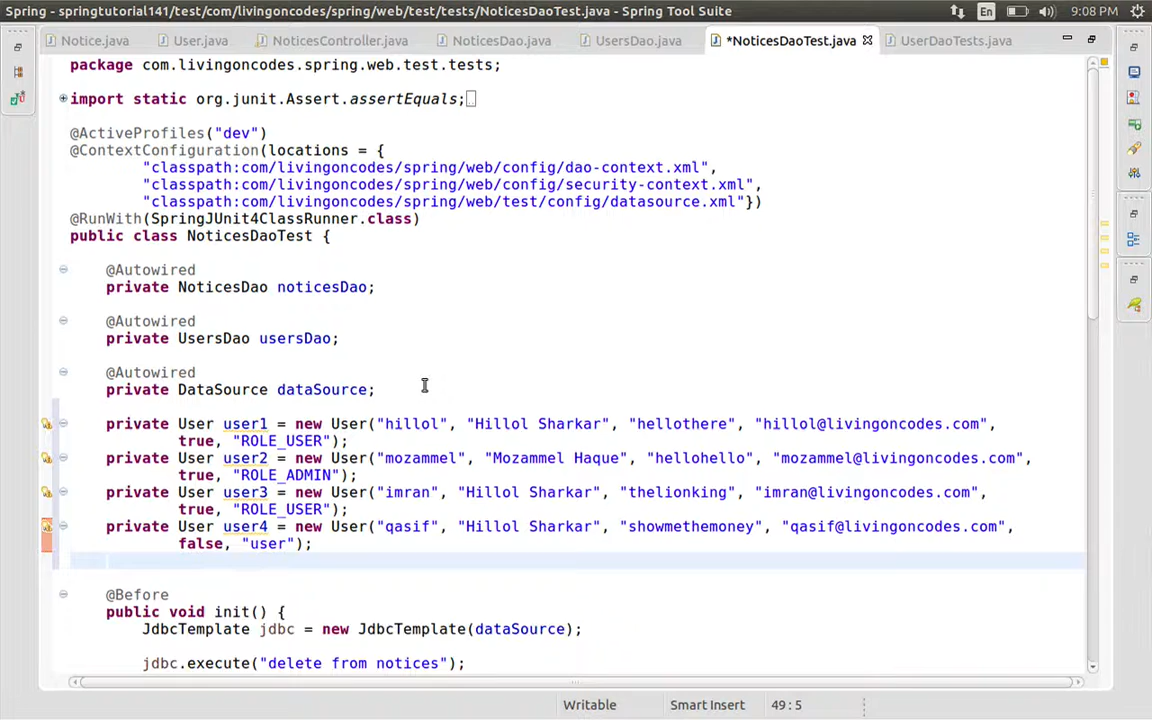 Spring - springtutorial141/test/com/livingoncodes/spring/web/test/tests/NoticesDaoTest.java - Spring Tool Suite
En
9:08 PM
Notice.java
User.java
NoticesController.java
NoticesDao.java
UsersDao.java
*NoticesDaoTest.java
UserDaoTests.java
package com.livingoncodes.spring.web.test.tests;
import static org.junit.Assert.assertEquals;
@ActiveProfiles("dev")
@ContextConfiguration(locations = {
"classpath:com/livingoncodes/spring/web/config/dao-context.xml",
"classpath:com/livingoncodes/spring/web/config/security-context.xml",
"classpath:com/livingoncodes/spring/web/test/config/datasource.xml"})
@RunWith(SpringJUnit4ClassRunner.class)
public class NoticesDaoTest {
@Autowired
private NoticesDao noticesDao;
@Autowired
private UsersDao usersDao;
@Autowired
private DataSource dataSource;
private User user1 = new User("hillol", "Hillol Sharkar", "hellothere", "hillol@livingoncodes.com",
true, "ROLE_USER");
private User user2 = new User("mozammel", "Mozammel Haque", "hellohello", "mozammel@livingoncodes.com",
true, "ROLE_ADMIN");
private User user3 = new User("imran", "Hillol Sharkar", "thelionking", "imran@livingoncodes.com",
true, "ROLE_USER");
private User user4 = new User("qasif", "Hillol Sharkar", "showmethemoney", "qasif@livingoncodes.com",
false, "user");
@Before
public void init() {
JdbcTemplate jdbc = new JdbcTemplate(dataSource);
jdbc.execute("delete from notices");
Writable
Smart Insert
49 : 5